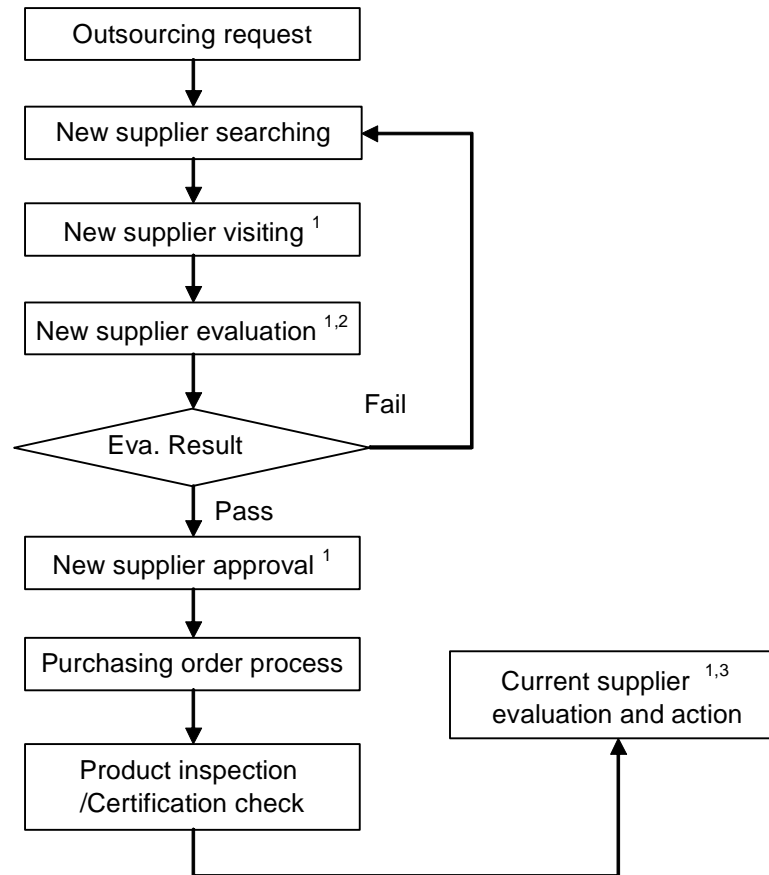 Outsourcing request
New supplier searching
New supplier visiting 1
New supplier evaluation 1,2
Fail
Eva. Result
Pass
New supplier approval 1
Purchasing order process
Current supplier 1,3
evaluation and action
Product inspection
/Certification check